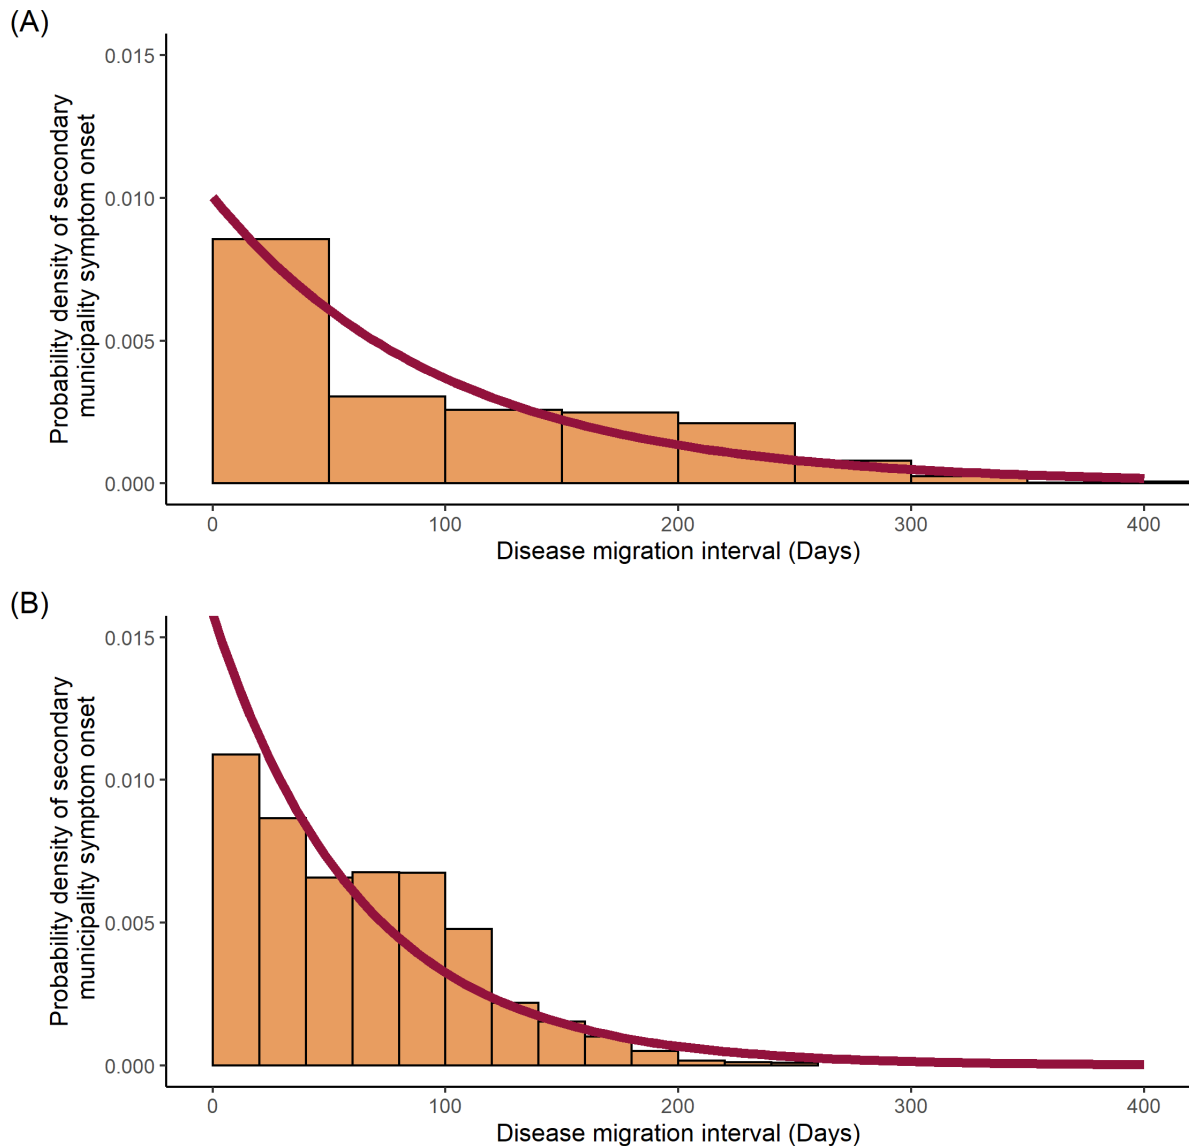 (A)
Probability density of secondary
municipality symptom onset
0.015
0.010
0.005
0.000
0 100 200 300 400
Disease migration interval (Days)
(B)
Probability density of secondary
municipality symptom onset
0.015
0.010
0.005
0.000
0 100 200 300 400
Disease migration interval (Days)